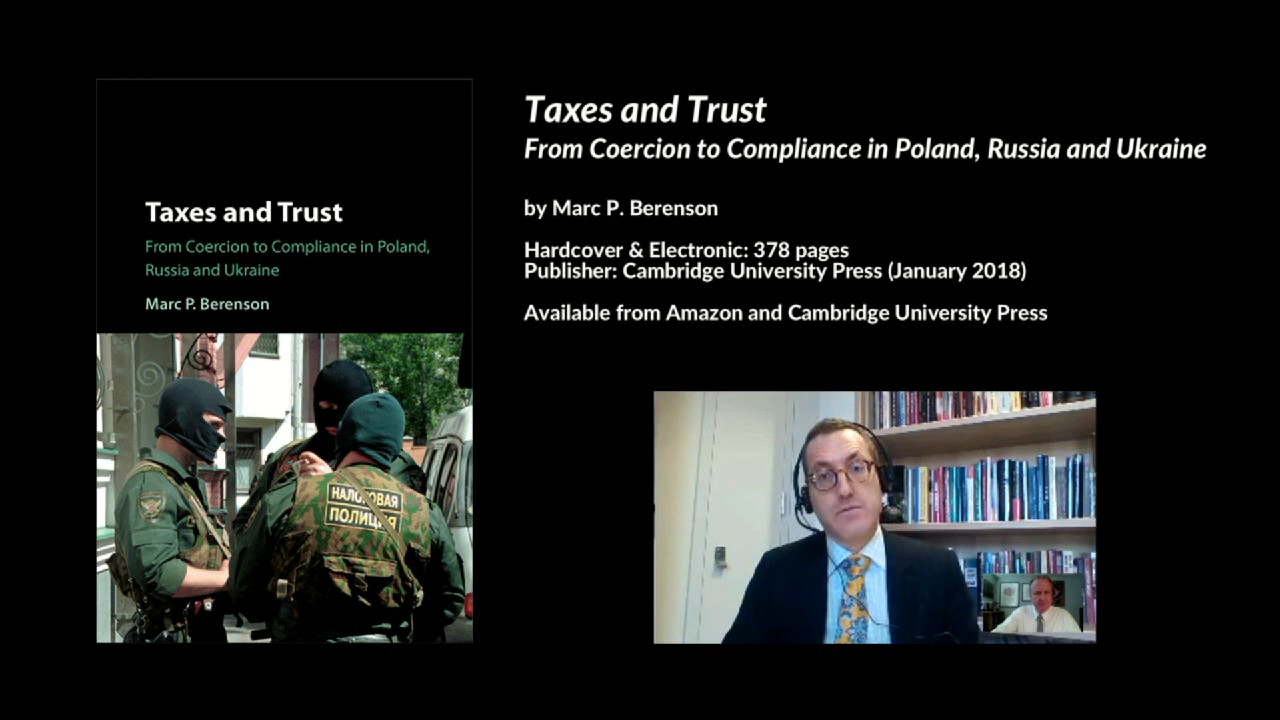 Taxes and Trust
From Coercion to Compliance in Poland,
Russia and Ukraine
Marc P. Berenson
НАЛОГОВАЯ
ПОЛИЦИЯ
Taxes and Trust
From Coercion to Compliance in Poland, Russia and Ukraine
by Marc P. Berenson
Hardcover & Electronic: 378 pages
Publisher: Cambridge University Press (January 2018)
Available from Amazon and Cambridge University Press